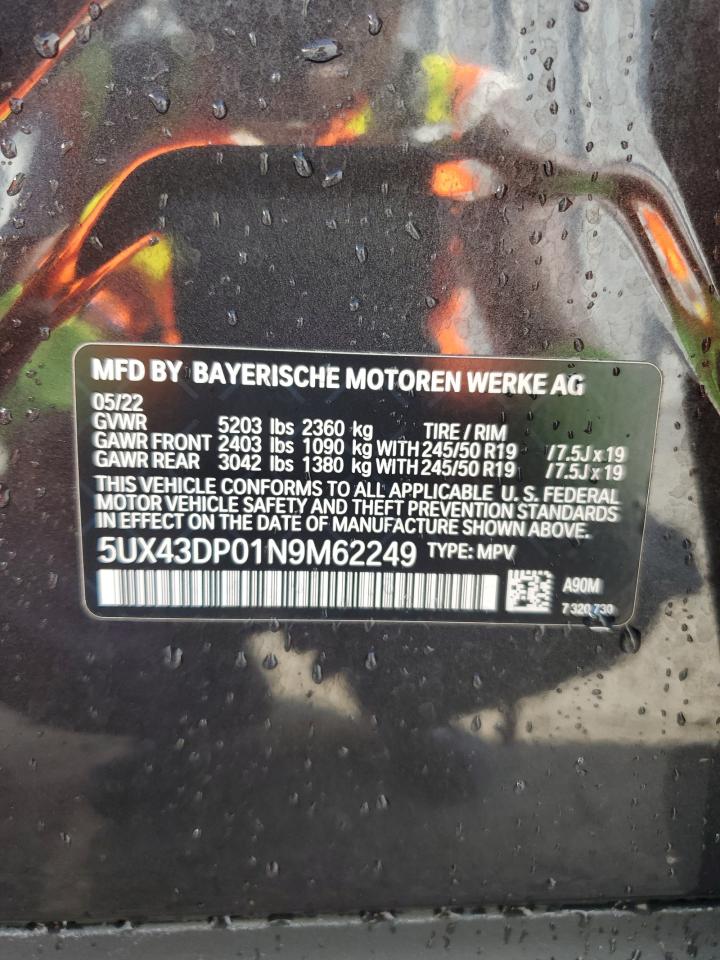 MFD BY BAYERISCHE MOTOREN WERKE AG
05/22
GVWR 5203 lbs 2360 kg TIRE / RIM
GAWR FRONT 2403 lbs 1090 kg WITH 245/50 R19 /7.5J x 19
GAWR REAR 3042 lbs 1380 kg WITH 245/50 R19 /7.5J x 19
THIS VEHICLE CONFORMS TO ALL APPLICABLE U. S. FEDERAL
MOTOR VEHICLE SAFETY AND THEFT PREVENTION STANDARDS
IN EFFECT ON THE DATE OF MANUFACTURE SHOWN ABOVE.
5UX43DP01N9M62249 TYPE: MPV
A90M
7 320 730